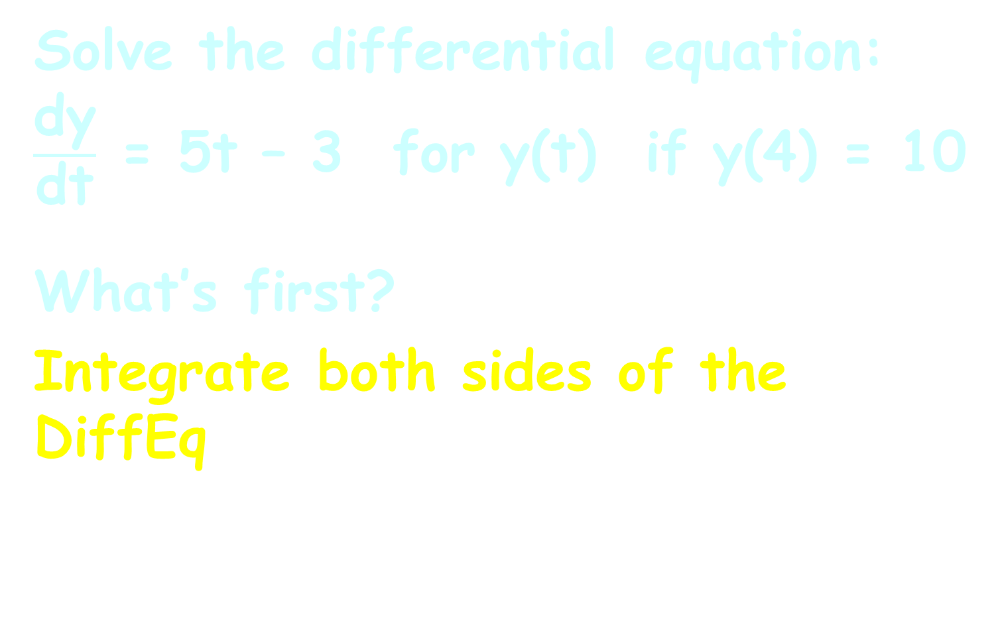 Solve the differential equation:
dy
dt
= 5t – 3 for y(t) if y(4) = 10
What’s first?
Integrate both sides of the
DiffEq